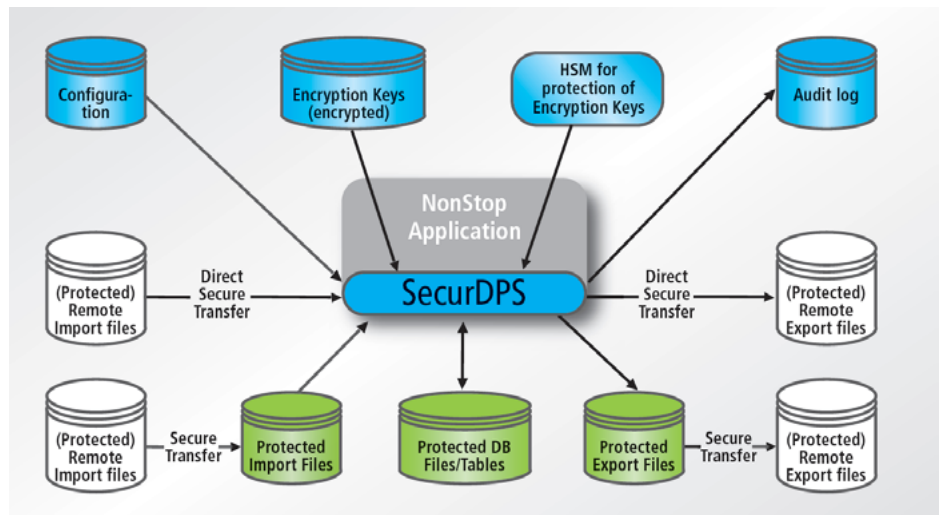 Configura-
tion
Encryption Keys
(encrypted)
HSM for
protection of
Encryption Keys
Audit log
NonStop
Application
(Protected)
Remote
Import files
Direct
Secure
Transfer
SecurDPS
Direct
Secure
Transfer
(Protected)
Remote
Export files
(Protected)
Remote
Import files
Secure
Transfer
Protected
Import Files
Protected DB
Files/Tables
Protected
Export Files
Secure
Transfer
(Protected)
Remote
Export files